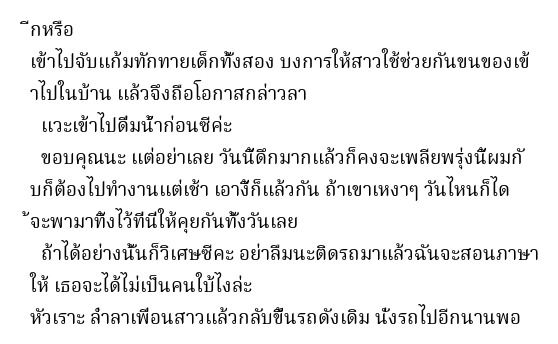 ึกหรือ
เข้าไปจับแก้มทักทายเด็กทั้งสอง บงการให้สาวใช้ช่วยกันขนของเข้
าไปในบ้าน แล้วจึงถือโอกาสกล่าวลา
แวะเข้าไปดื่มน้ำก่อนซีค่ะ
ขอบคุณนะ แต่อย่าเลย วันนี้ดึกมากแล้วก็คงจะเพลียพรุ่งนี้ผมกั
บก็ต้องไปทำงานแต่เช้า เอางี้ก็แล้วกัน ถ้าเขาเหงาๆ วันไหนก็ได
้จะพามาทิ้งไว้ที่นี่ให้คุยกันทั้งวันเลย
ถ้าได้อย่างนั้นก็วิเศษซีคะ อย่าลืมนะติดรถมาแล้วฉันจะสอนภาษา
ให้ เธอจะได้ไม่เป็นคนใบ้ไงล่ะ
หัวเราะ ลำลาเพื่อนสาวแล้วกลับขึ้นรถดังเดิม นั่งรถไปอีกนานพอ